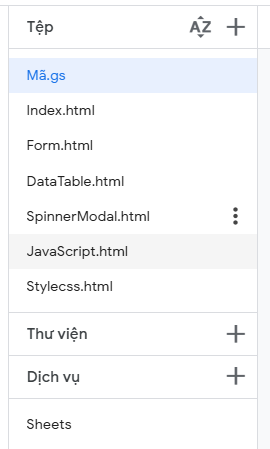 Tệp
AZ
Mã.gs
Index.html
Form.html
DataTable.html
SpinnerModal.html
JavaScript.html
Stylecss.html
Thư viện
Dịch vụ
Sheets